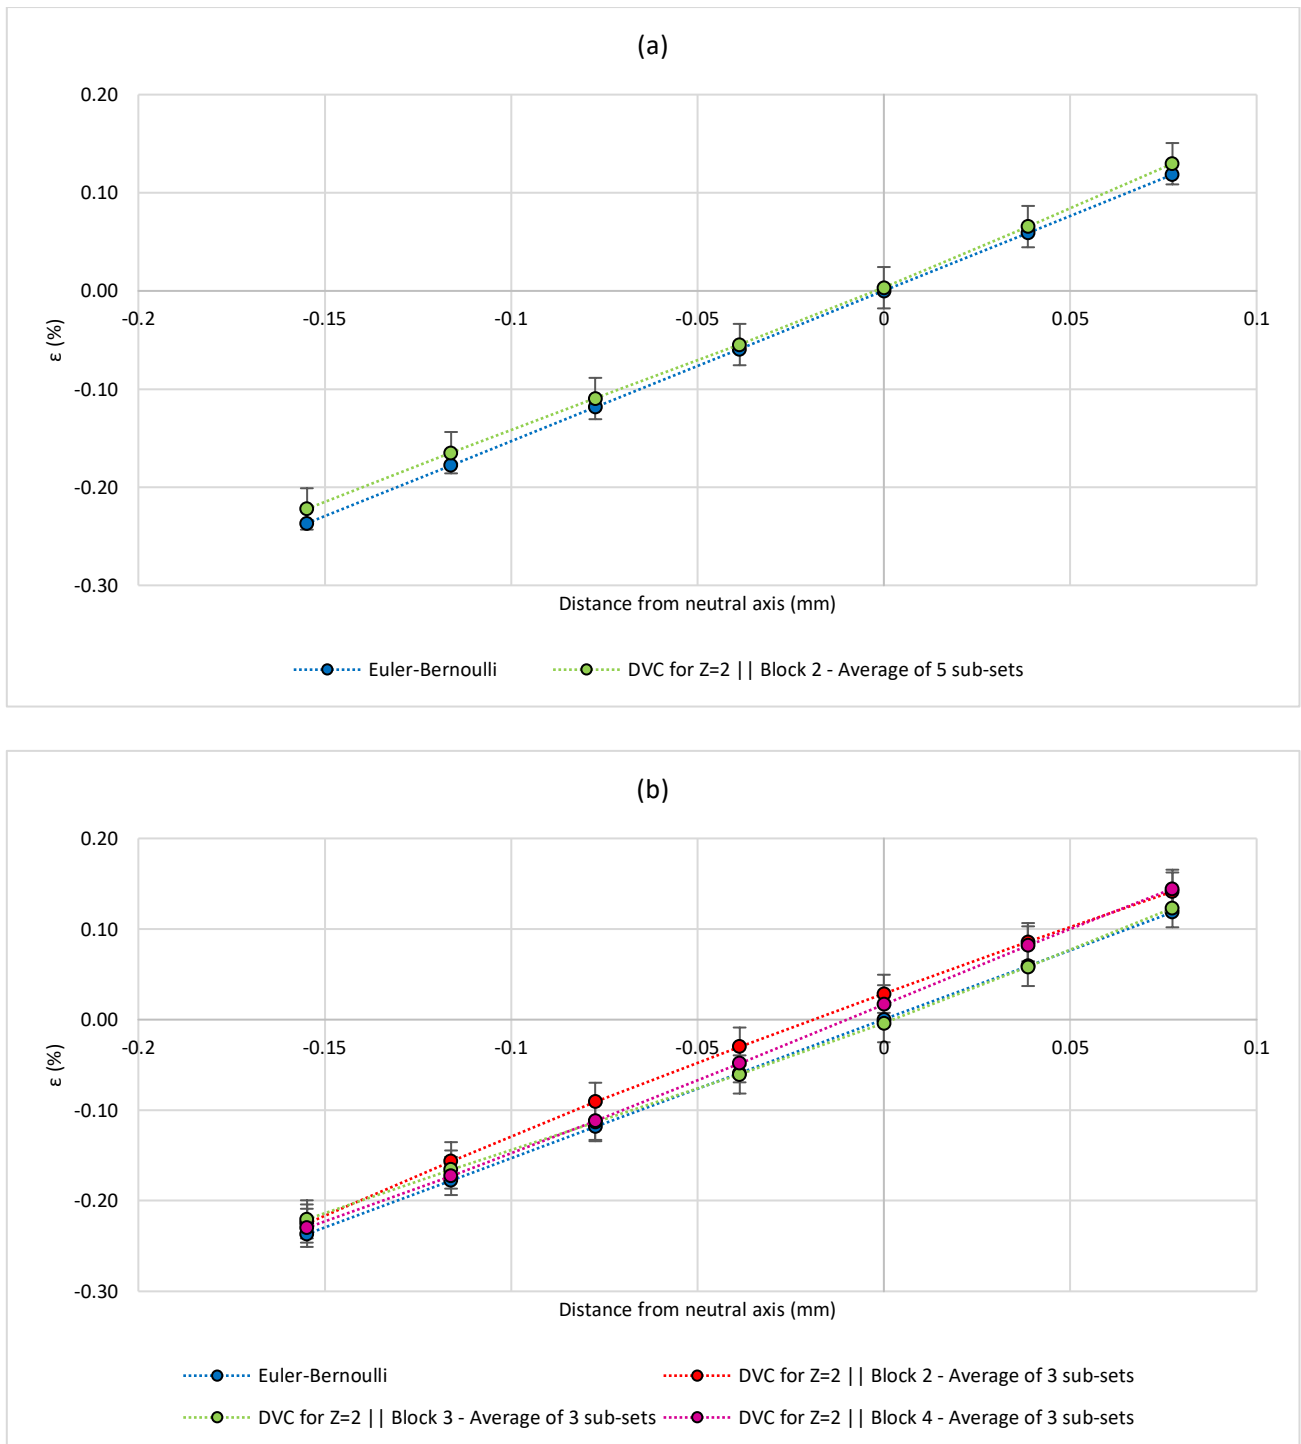 (a)
0.20
0.10
0.00
-0.2 -0.15 -0.1 -0.05 0 0.05 0.1
ε (%)
-0.10
-0.20
-0.30
Distance from neutral axis (mm)
Euler-Bernoulli DVC for Z=2 || Block 2 - Average of 5 sub-sets
(b)
0.20
0.10
0.00
-0.2 -0.15 -0.1 -0.05 0 0.05 0.1
ε (%)
-0.10
-0.20
-0.30
Distance from neutral axis (mm)
Euler-Bernoulli DVC for Z=2 || Block 2 - Average of 3 sub-sets
DVC for Z=2 || Block 3 - Average of 3 sub-sets DVC for Z=2 || Block 4 - Average of 3 sub-sets